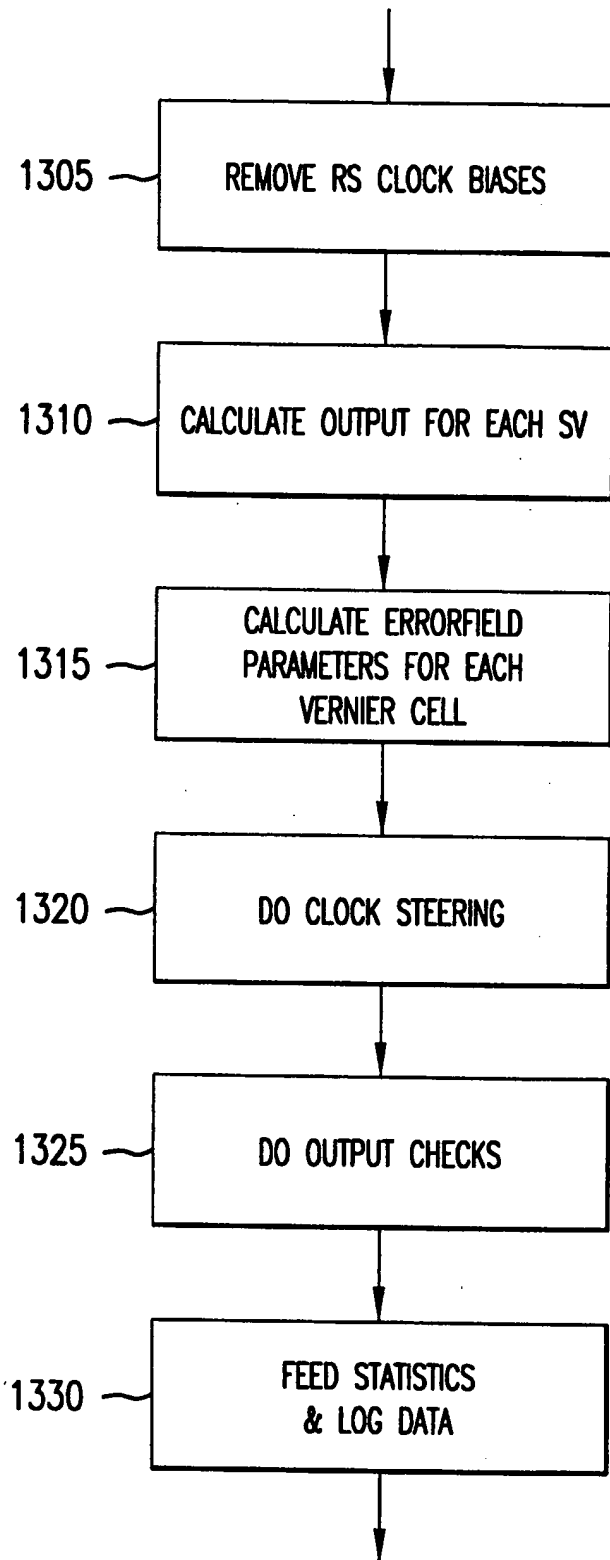 1305
REMOVE RS CLOCK BIASES
1310
CALCULATE OUTPUT FOR EACH SV
1315
CALCULATE ERRORFIELD
PARAMETERS FOR EACH
VERNIER CELL
1320
DO CLOCK STEERING
1325
DO OUTPUT CHECKS
1330
FEED STATISTICS
& LOG DATA